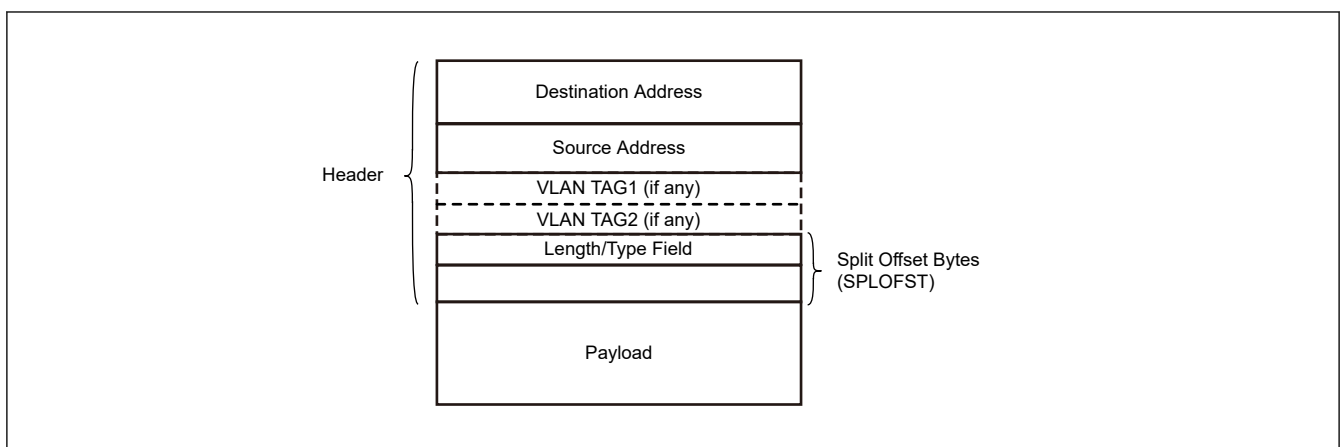 Destination Address
Source Address
Header
VLAN TAG1 (if any)
VLAN TAG2 (if any)
Length/Type Field
Split Offset Bytes
(SPLOFST)
Payload